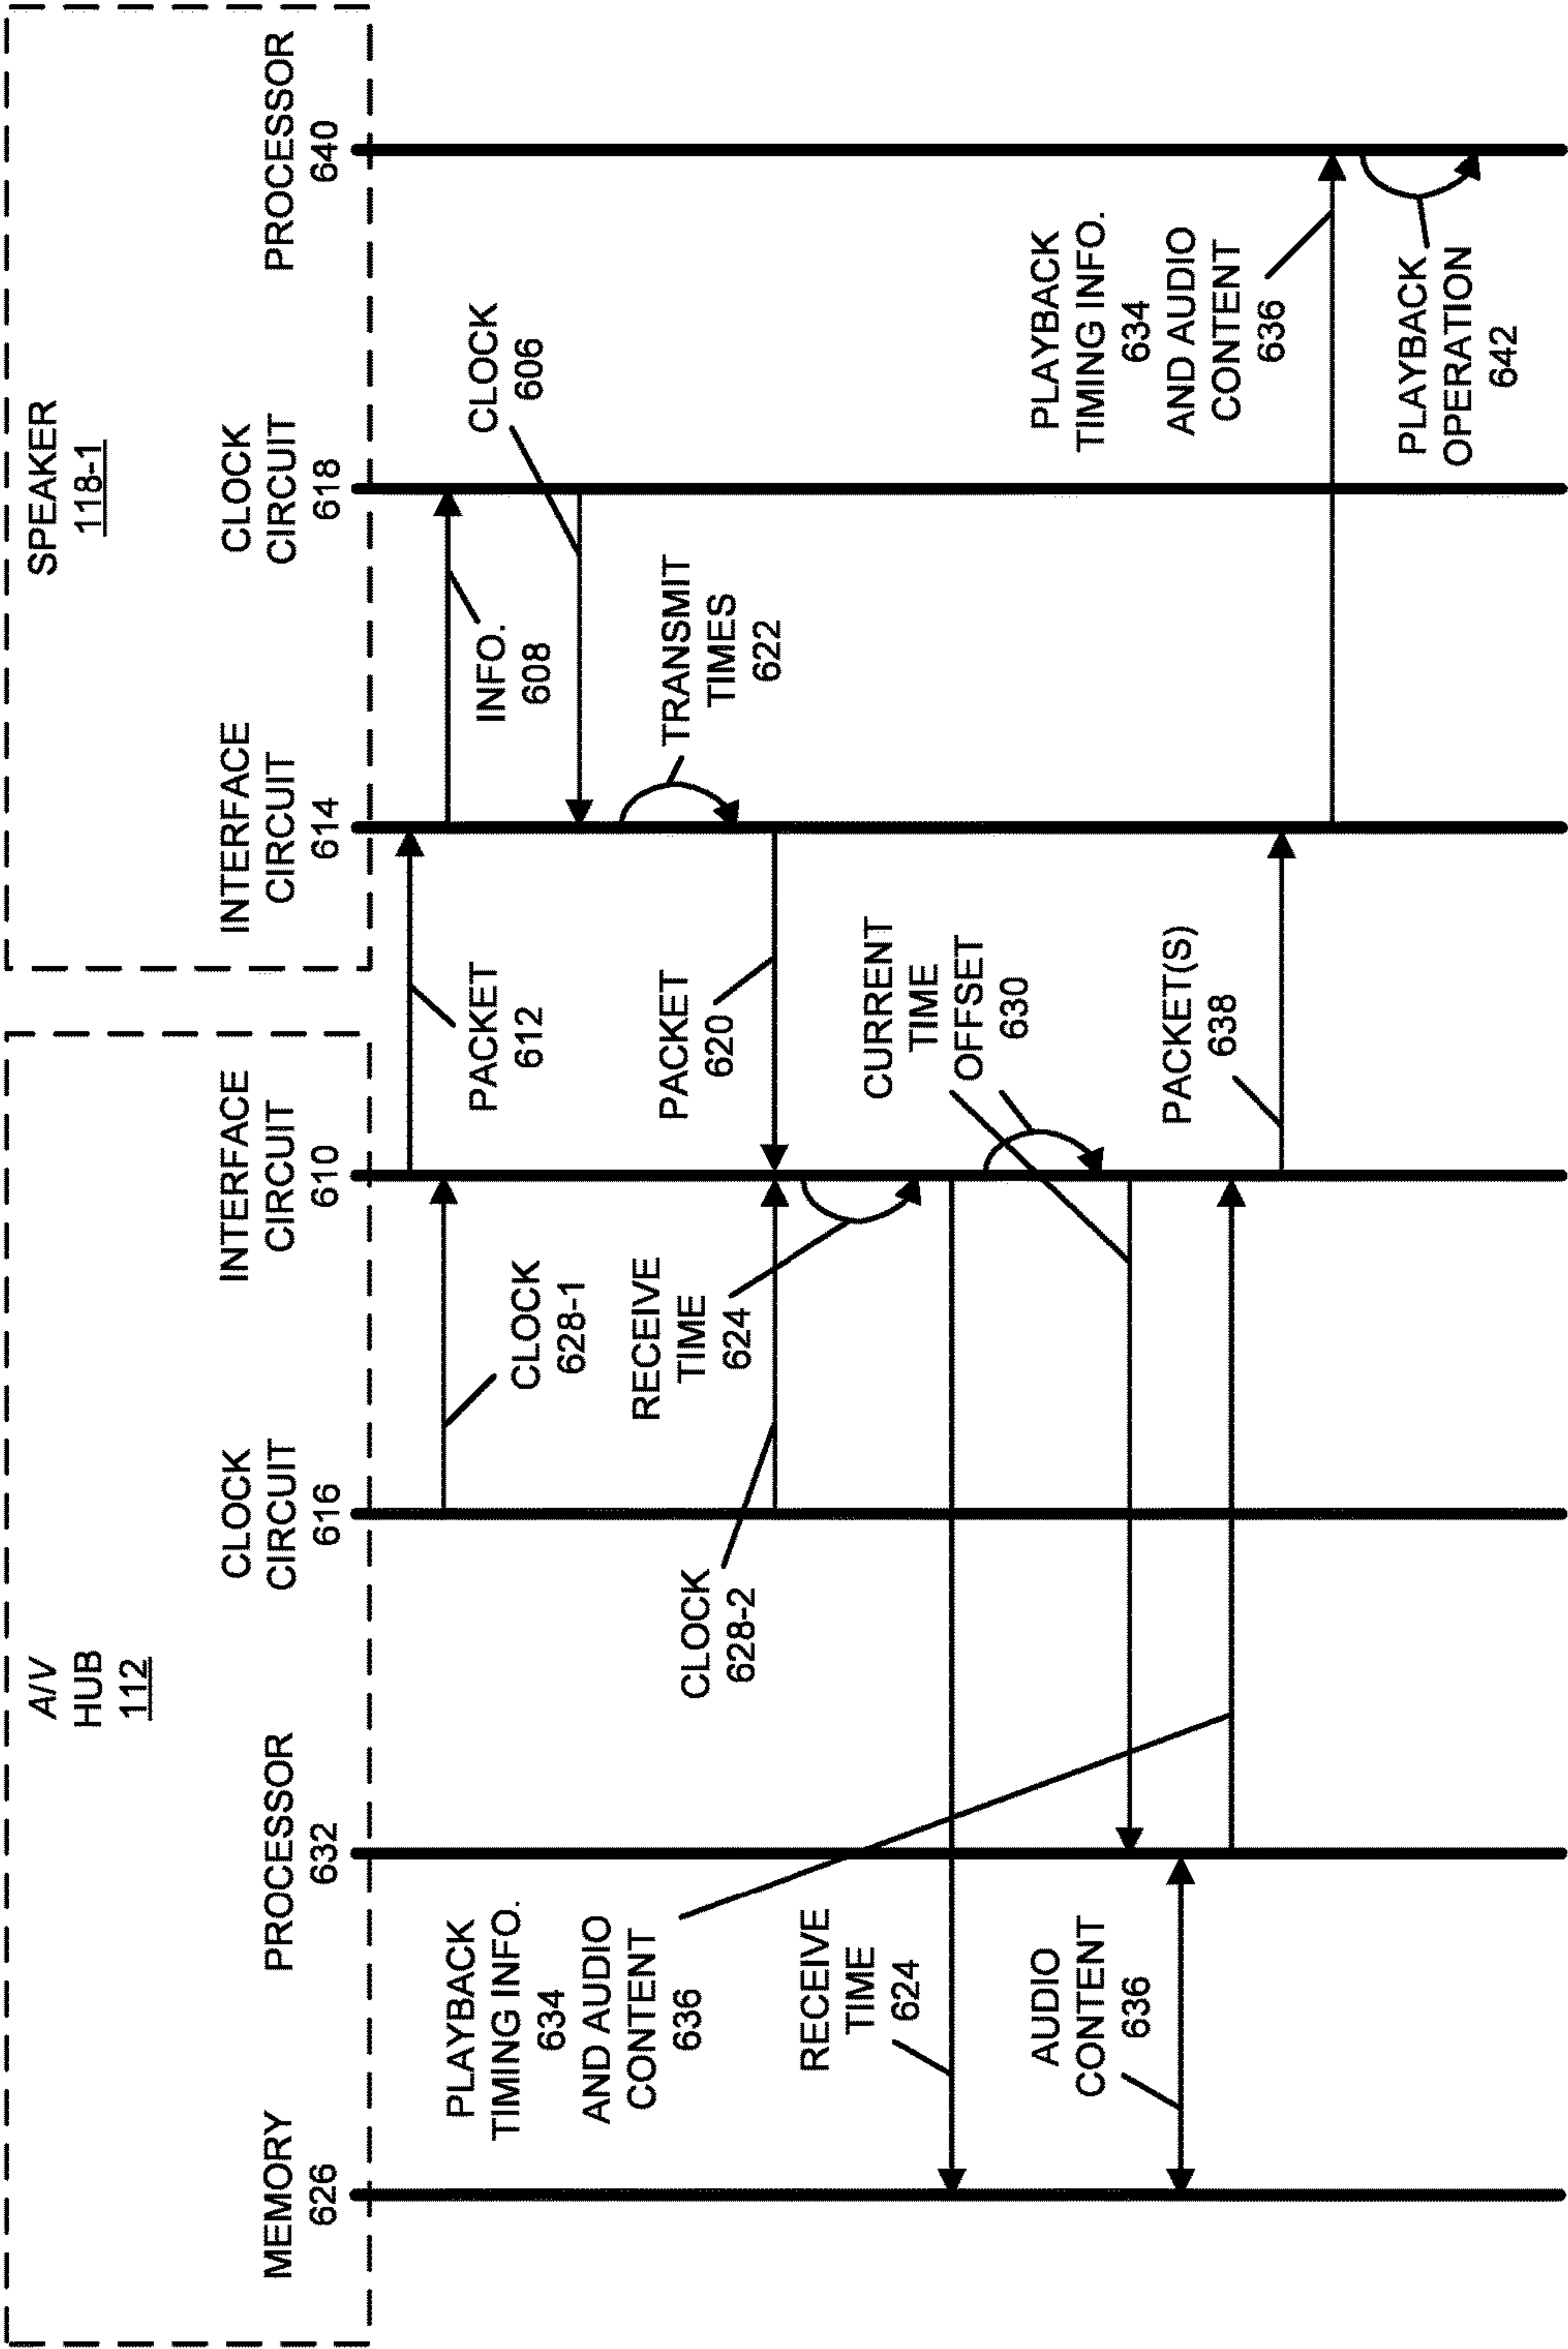 A/V
HUB
112
SPEAKER
118-1
MEMORY
626
PROCESSOR
632
CLOCK
CIRCUIT
616
INTERFACE
CIRCUIT
610
INTERFACE
CIRCUIT
614
CLOCK
CIRCUIT
618
PROCESSOR
640
PACKET
612
CLOCK
628-1
INFO.
608
CLOCK
606
TRANSMIT
TIMES
622
PACKET
620
CLOCK
628-2
RECEIVE
TIME
624
PLAYBACK
TIMING INFO.
634
AND AUDIO
CONTENT
636
RECEIVE
TIME
624
CURRENT
TIME
OFFSET
630
AUDIO
CONTENT
636
PACKET(S)
638
PLAYBACK
TIMING INFO.
634
AND AUDIO
CONTENT
636
PLAYBACK
OPERATION
642